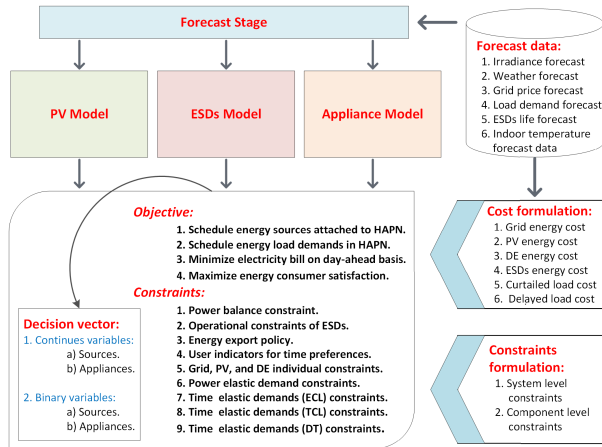 Forecast Stage
Forecast data:
1. Irradiance forecast
2. Weather forecast
3. Grid price forecast
4. Load demand forecast
5. ESDs life forecast
6. Indoor temperature
forecast data
PV Model
ESDs Model
Appliance Model
Objective:
1. Schedule energy sources attached to HAPN.
2. Schedule energy load demands in HAPN.
3. Minimize electricity bill on day-ahead basis.
4. Maximize energy consumer satisfaction.
Constraints:
1. Power balance constraint.
2. Operational constraints of ESDs.
3. Energy export policy.
4. User indicators for time preferences.
5. Grid, PV, and DE individual constraints.
6. Power elastic demand constraints.
7. Time elastic demands (ECL) constraints.
8. Time elastic demands (TCL) constraints.
9. Time elastic demands (DT) constraints.
Decision vector:
1. Continues variables:
a) Sources.
b) Appliances.
2. Binary variables:
a) Sources.
b) Appliances.
Cost formulation:
1. Grid energy cost
2. PV energy cost
3. DE energy cost
4. ESDs energy cost
5. Curtailed load cost
6. Delayed load cost
Constraints
formulation:
1. System level
constraints
2. Component level
constraints